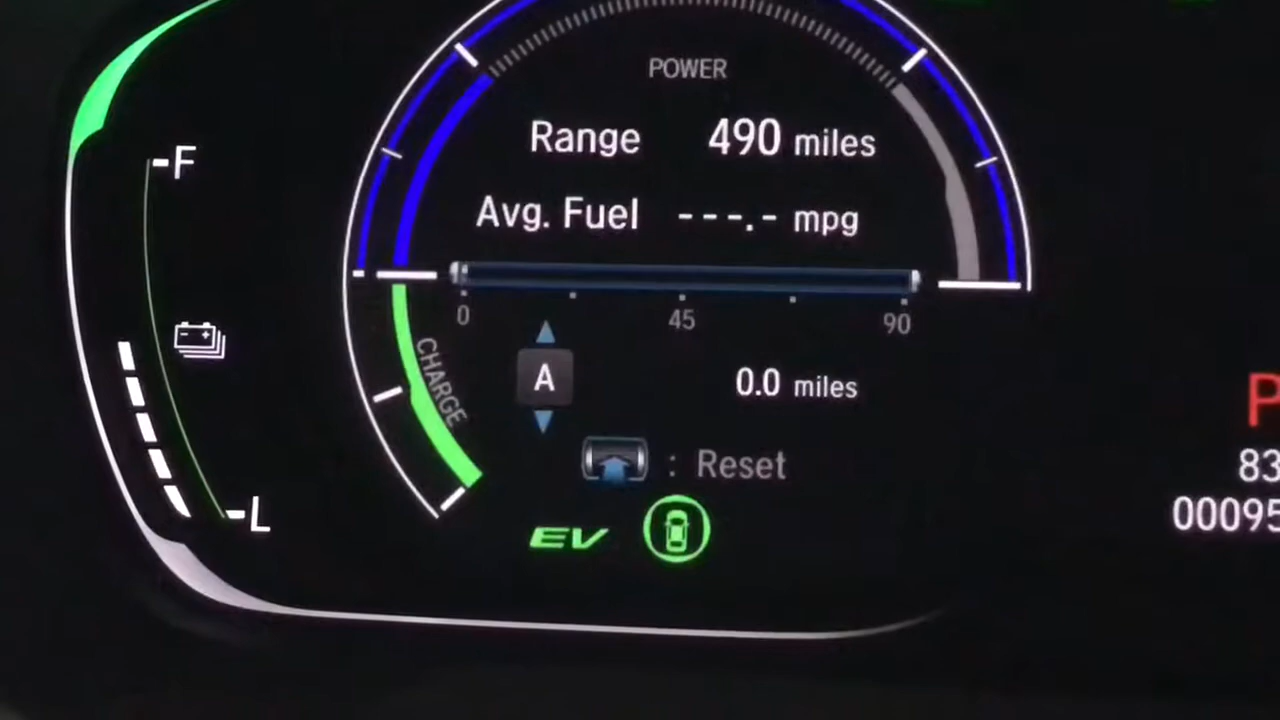 POWER
Range 490 miles
Avg. Fuel ---.- mpg
0 45 90
CHARGE
A 0.0 miles
: Reset
EV
F
L
P
83
00095